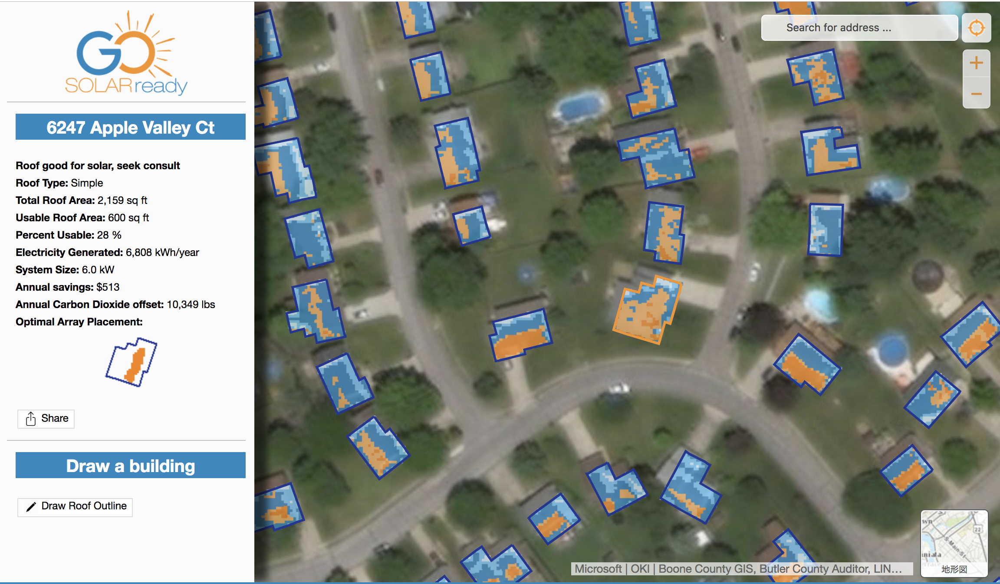 GO
SOLARready
6247 Apple Valley Ct
Roof good for solar, seek consult
Roof Type: Simple
Total Roof Area: 2,159 sq ft
Usable Roof Area: 600 sq ft
Percent Usable: 28 %
Electricity Generated: 6,808 kWh/year
System Size: 6.0 kW
Annual savings: $513
Annual Carbon Dioxide offset: 10,349 lbs
Optimal Array Placement:
Share
Draw a building
Draw Roof Outline
Search for address ...
+
−
wn
22
S-Main-St
iniata
地形図
Microsoft | OKI | Boone County GIS, Butler County Auditor, LIN...